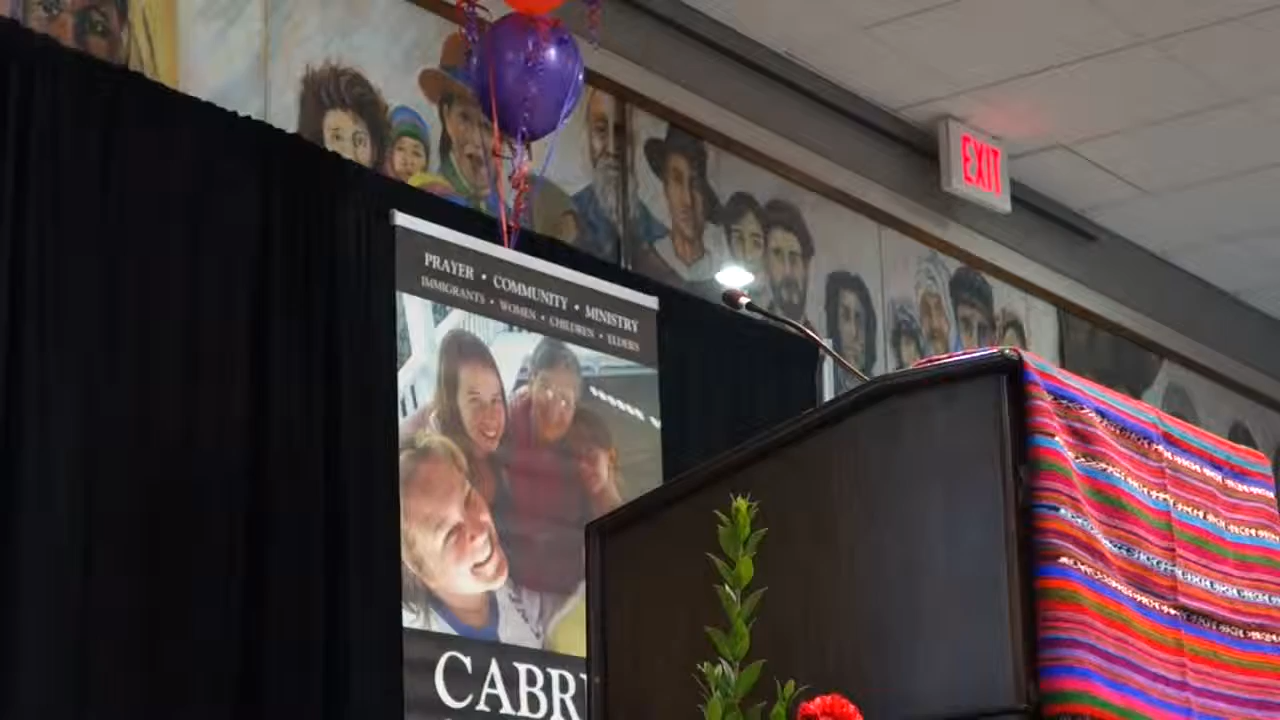 EXIT
PRAYER • COMMUNITY • MINISTRY
IMMIGRANTS • WOMEN • CHILDREN • ELDERS
CABR